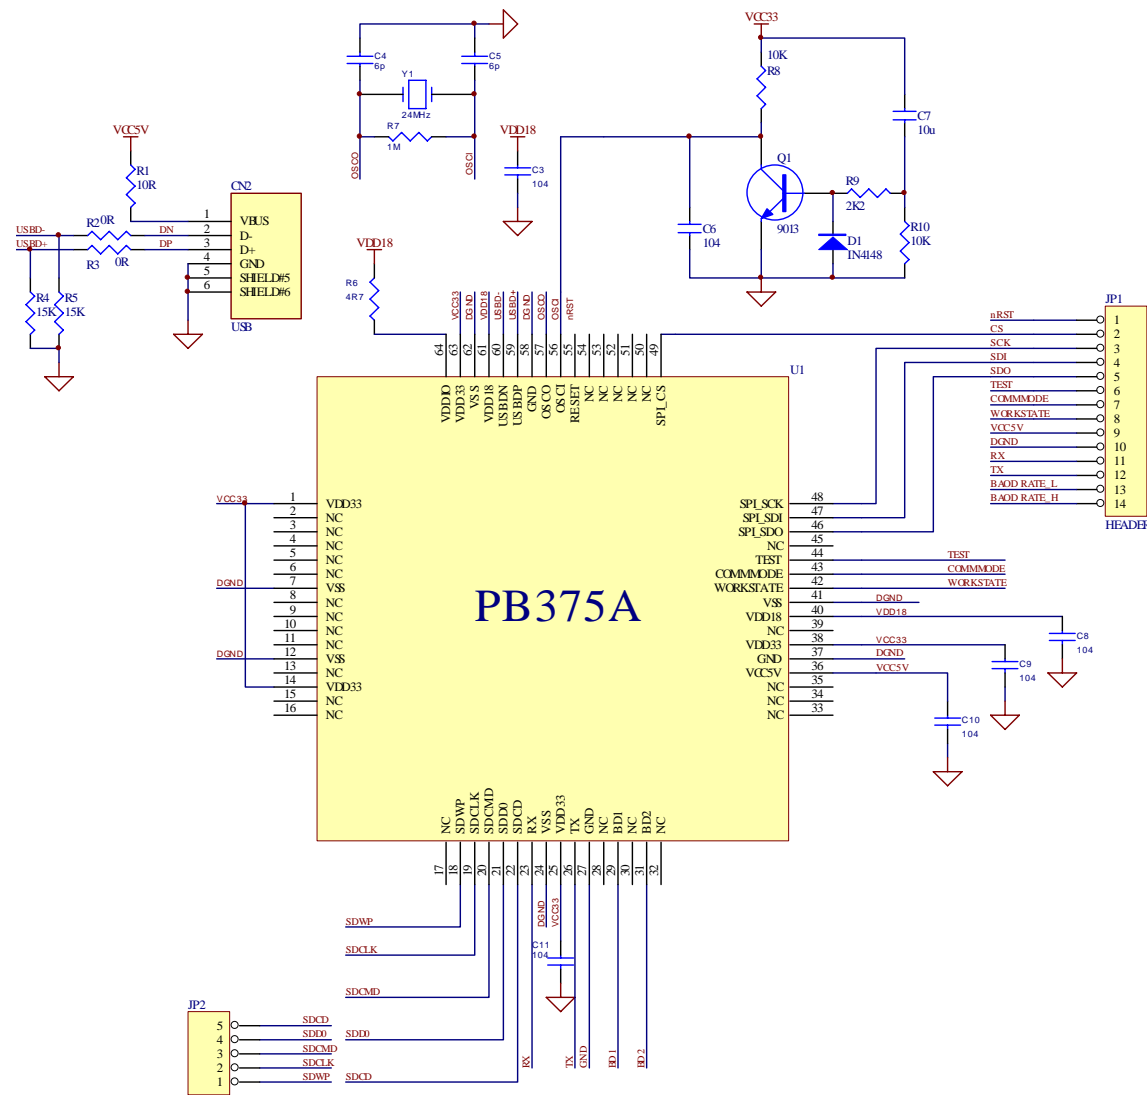 VCC33
C4
6p
C5
6p
Y1
24MHz
R7
1M
OSCO
OSCI
VDD18
C3
104
10K
R8
C7
10u
Q1
9013
R9
2K2
R10
10K
D1
IN4148
C6
104
VCC5V
R1
10R
CN2
USBD-
USBD+
R2 0R
R3 0R
DN
DP
R4
15K
R5
15K
1 VBUS
2 D-
3 D+
4 GND
5 SHIELD#5
6 SHIELD#6
USB
VDD18
R6
4R7
VCC33
DGND
VDD18
USBD-
USBD+
DGND
OSCO
OSCI
nRST
64 VDDIO
63 VDD33
62 VSS
61 VDD18
60 USBDN
59 USBDP
58 GND
57 OSCO
56 OSCI
55 RESET
54 NC
53 NC
52 NC
51 NC
50 NC
49 SPI_CS
U1
JP1
nRST 1
CS 2
SCK 3
SDI 4
SDO 5
TEST 6
COMMMODE 7
WORKSTATE 8
VCC5V 9
DGND 10
RX 11
TX 12
BAOD RATE_L 13
BAOD RATE_H 14
HEADER
VCC33
DGND
DGND
1 VDD33
2 NC
3 NC
4 NC
5 NC
6 NC
7 VSS
8 NC
9 NC
10 NC
11 NC
12 VSS
13 NC
14 VDD33
15 NC
16 NC
PB375A
SPI_SCK 48
SPI_SDI 47
SPI_SDO 46
NC 45
TEST 44 TEST
COMMMODE 43 COMMMODE
WORKSTATE 42 WORKSTATE
VSS 41 DGND
VDD18 40 VDD18
NC 39
VDD33 38 VCC33
GND 37 DGND
VCC5V 36 VCC5V
NC 35
NC 34
NC 33
C8
104
C9
104
C10
104
NC 17
SDWP 18
SDCLK 19
SDCMD 20
SDD0 21
SDCD 22
RX 23
VSS 24
VDD33 25
TX 26
GND 27
NC 28
BD1 29
NC 30
BD2 31
NC 32
SDWP
SDCLK
SDCMD
SDD0
SDCD
DGND
VCC33
C11
104
RX
TX
GND
BD1
BD2
JP2
5 SDCD
4 SDD0
3 SDCMD
2 SDCLK
1 SDWP